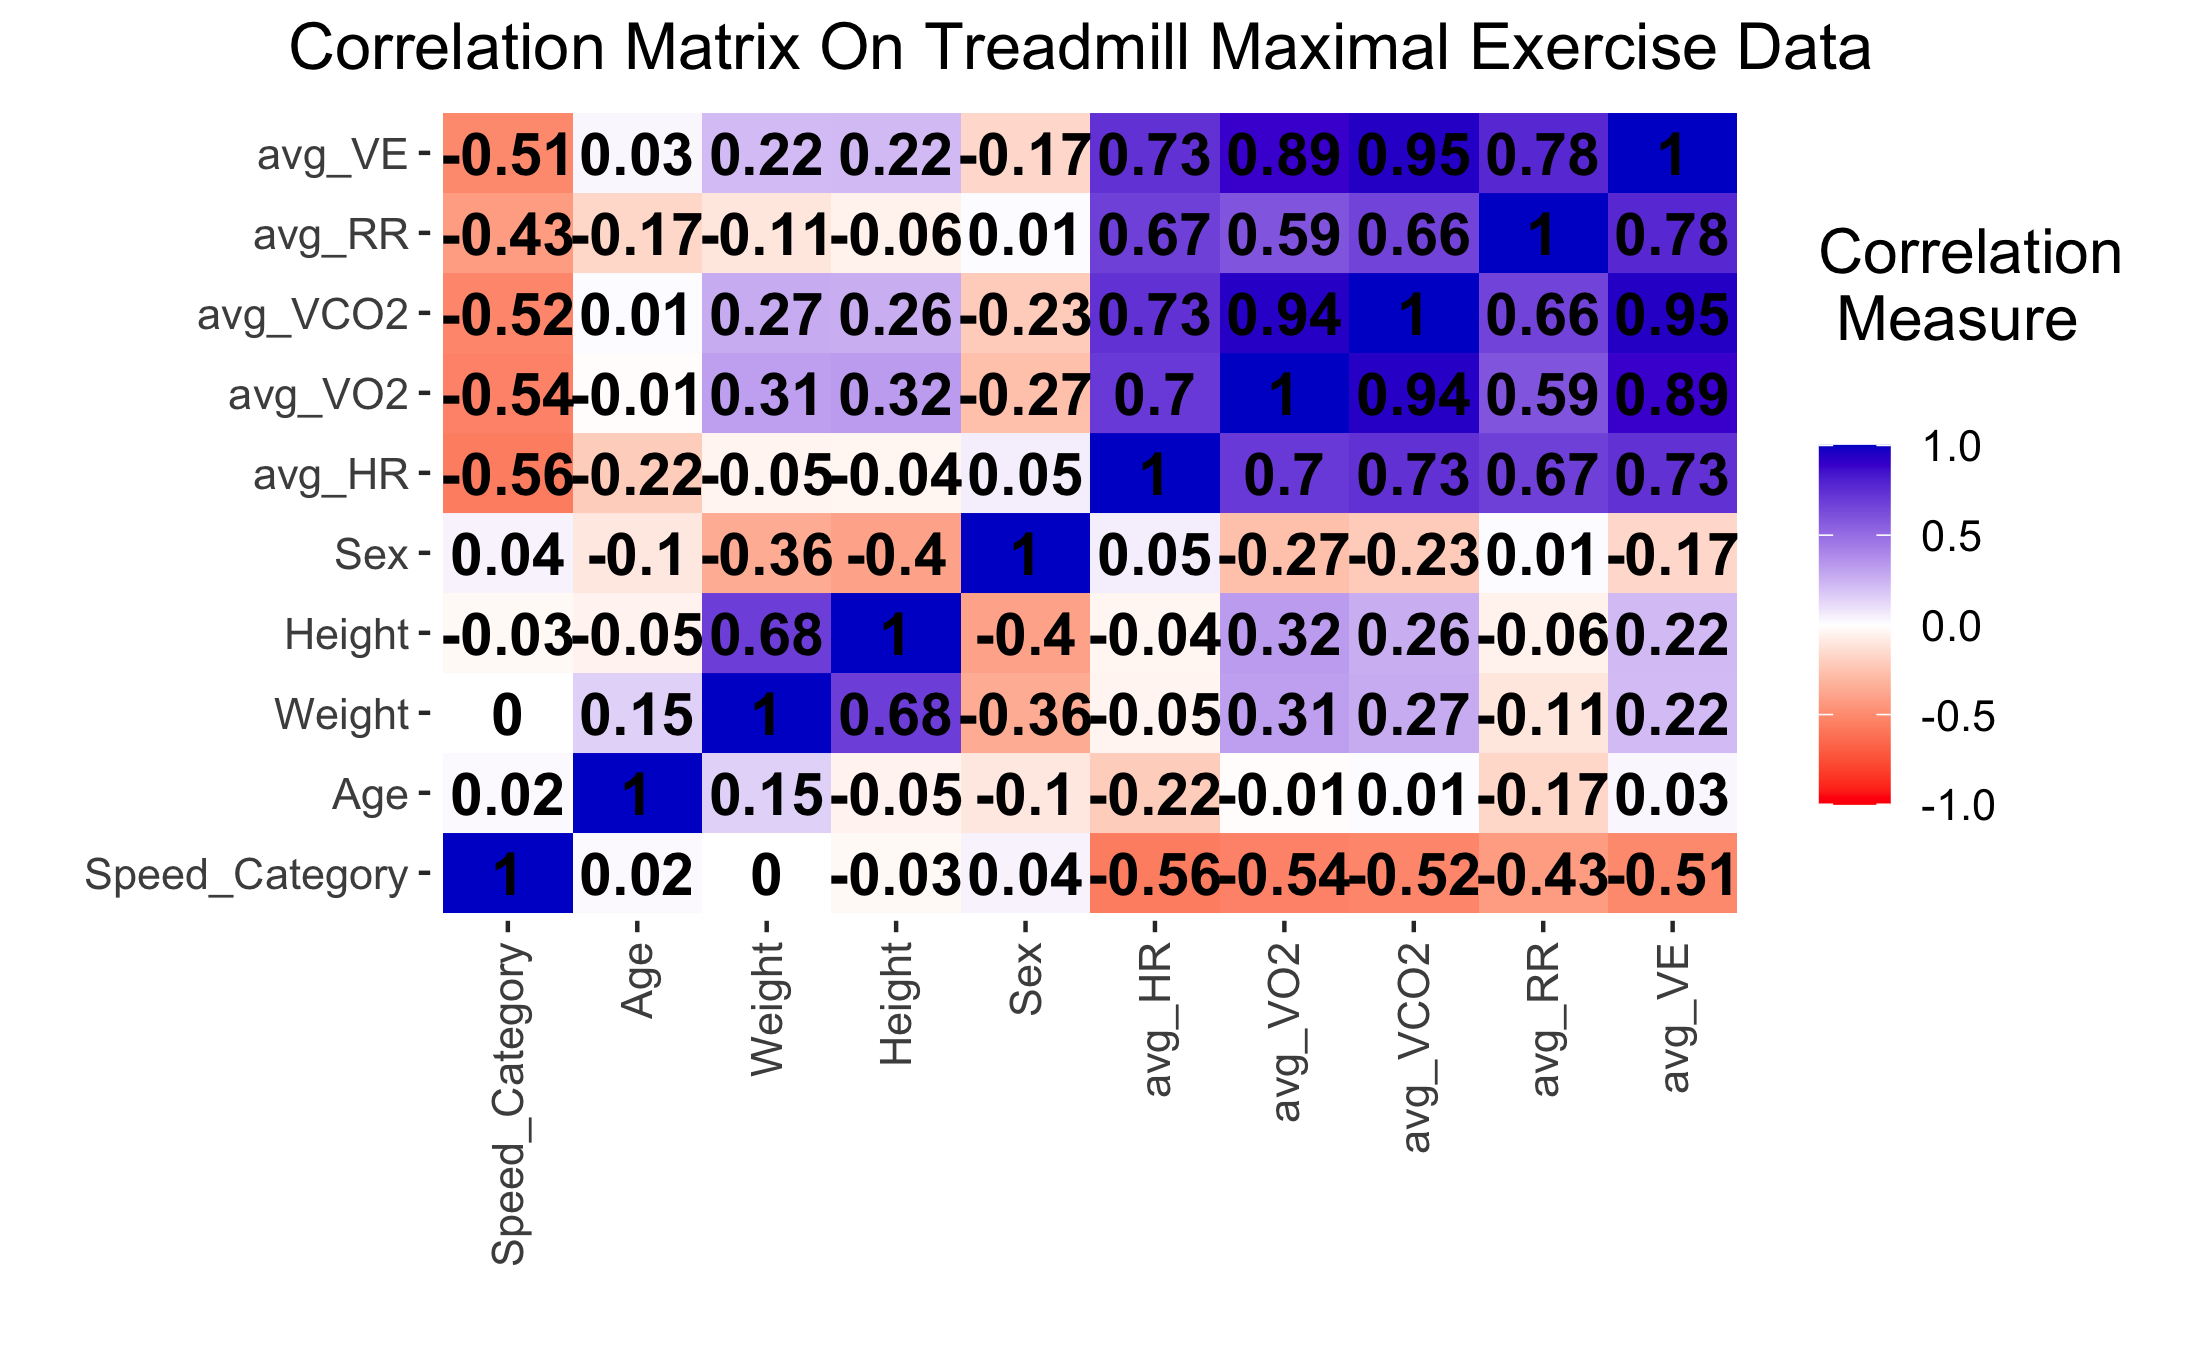 Correlation Matrix On Treadmill Maximal Exercise Data
avg_VE -0.51 0.03 0.22 0.22 -0.17 0.73 0.89 0.95 0.78 1
avg_RR -0.43 -0.17 -0.11 -0.06 0.01 0.67 0.59 0.66 1 0.78
avg_VCO2 -0.52 0.01 0.27 0.26 -0.23 0.73 0.94 1 0.66 0.95
avg_VO2 -0.54 -0.01 0.31 0.32 -0.27 0.7 1 0.94 0.59 0.89
avg_HR -0.56 -0.22 -0.05 -0.04 0.05 1 0.7 0.73 0.67 0.73
Sex 0.04 -0.1 -0.36 -0.4 1 0.05 -0.27 -0.23 0.01 -0.17
Height -0.03 -0.05 0.68 1 -0.4 -0.04 0.32 0.26 -0.06 0.22
Weight 0 0.15 1 0.68 -0.36 -0.05 0.31 0.27 -0.11 0.22
Age 0.02 1 0.15 -0.05 -0.1 -0.22 -0.01 0.01 -0.17 0.03
Speed_Category 1 0.02 0 -0.03 0.04 -0.56 -0.54 -0.52 -0.43 -0.51
Speed_Category
Age
Weight
Height
Sex
avg_HR
avg_VO2
avg_VCO2
avg_RR
avg_VE
Correlation
Measure
1.0
0.5
0.0
-0.5
-1.0